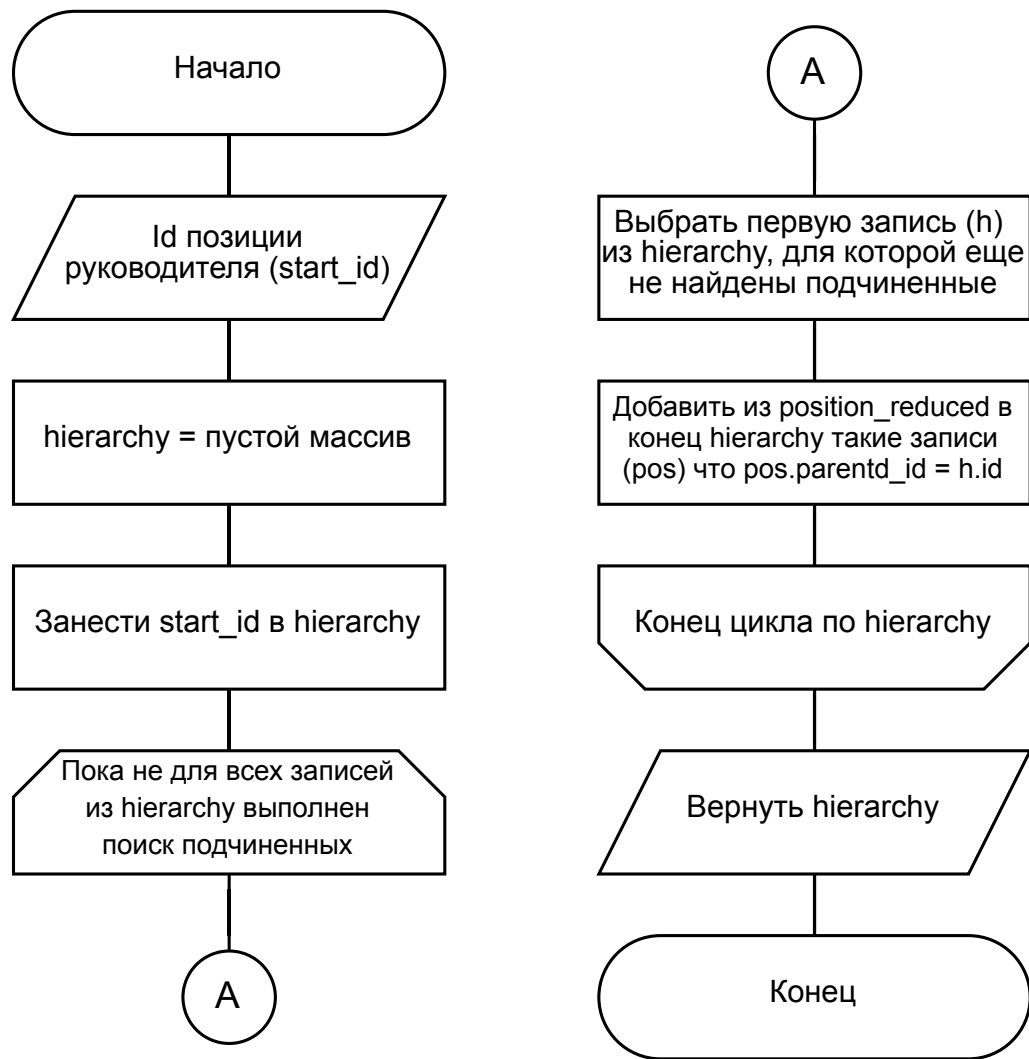 Начало
Id позиции
руководителя (start_id)
hierarchy = пустой массив
Занести start_id в hierarchy
Пока не для всех записей
из hierarchy выполнен
поиск подчиненных
А
А
Выбрать первую запись (h)
из hierarchy, для которой еще
не найдены подчиненные
Добавить из position_reduced в
конец hierarchy такие записи
(pos) что pos.parentd_id = h.id
Конец цикла по hierarchy
Вернуть hierarchy
Конец